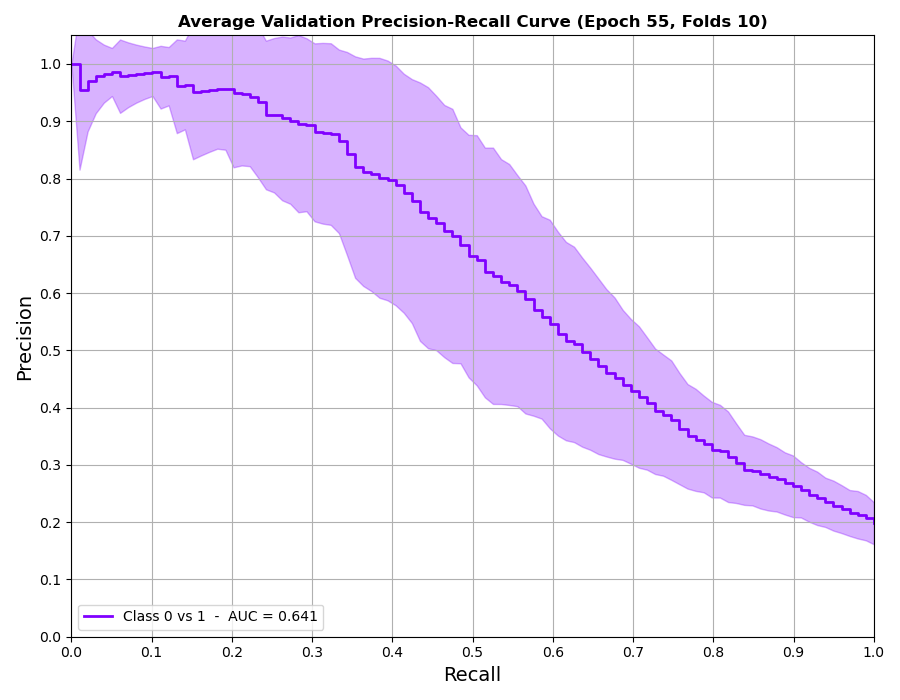 Average Validation Precision-Recall Curve (Epoch 55, Folds 10)
1.0
0.9
0.8
0.7
0.6
0.5
0.4
0.3
0.2
0.1
0.0
Precision
Class 0 vs 1 - AUC = 0.641
0.0 0.1 0.2 0.3 0.4 0.5 0.6 0.7 0.8 0.9 1.0
Recall